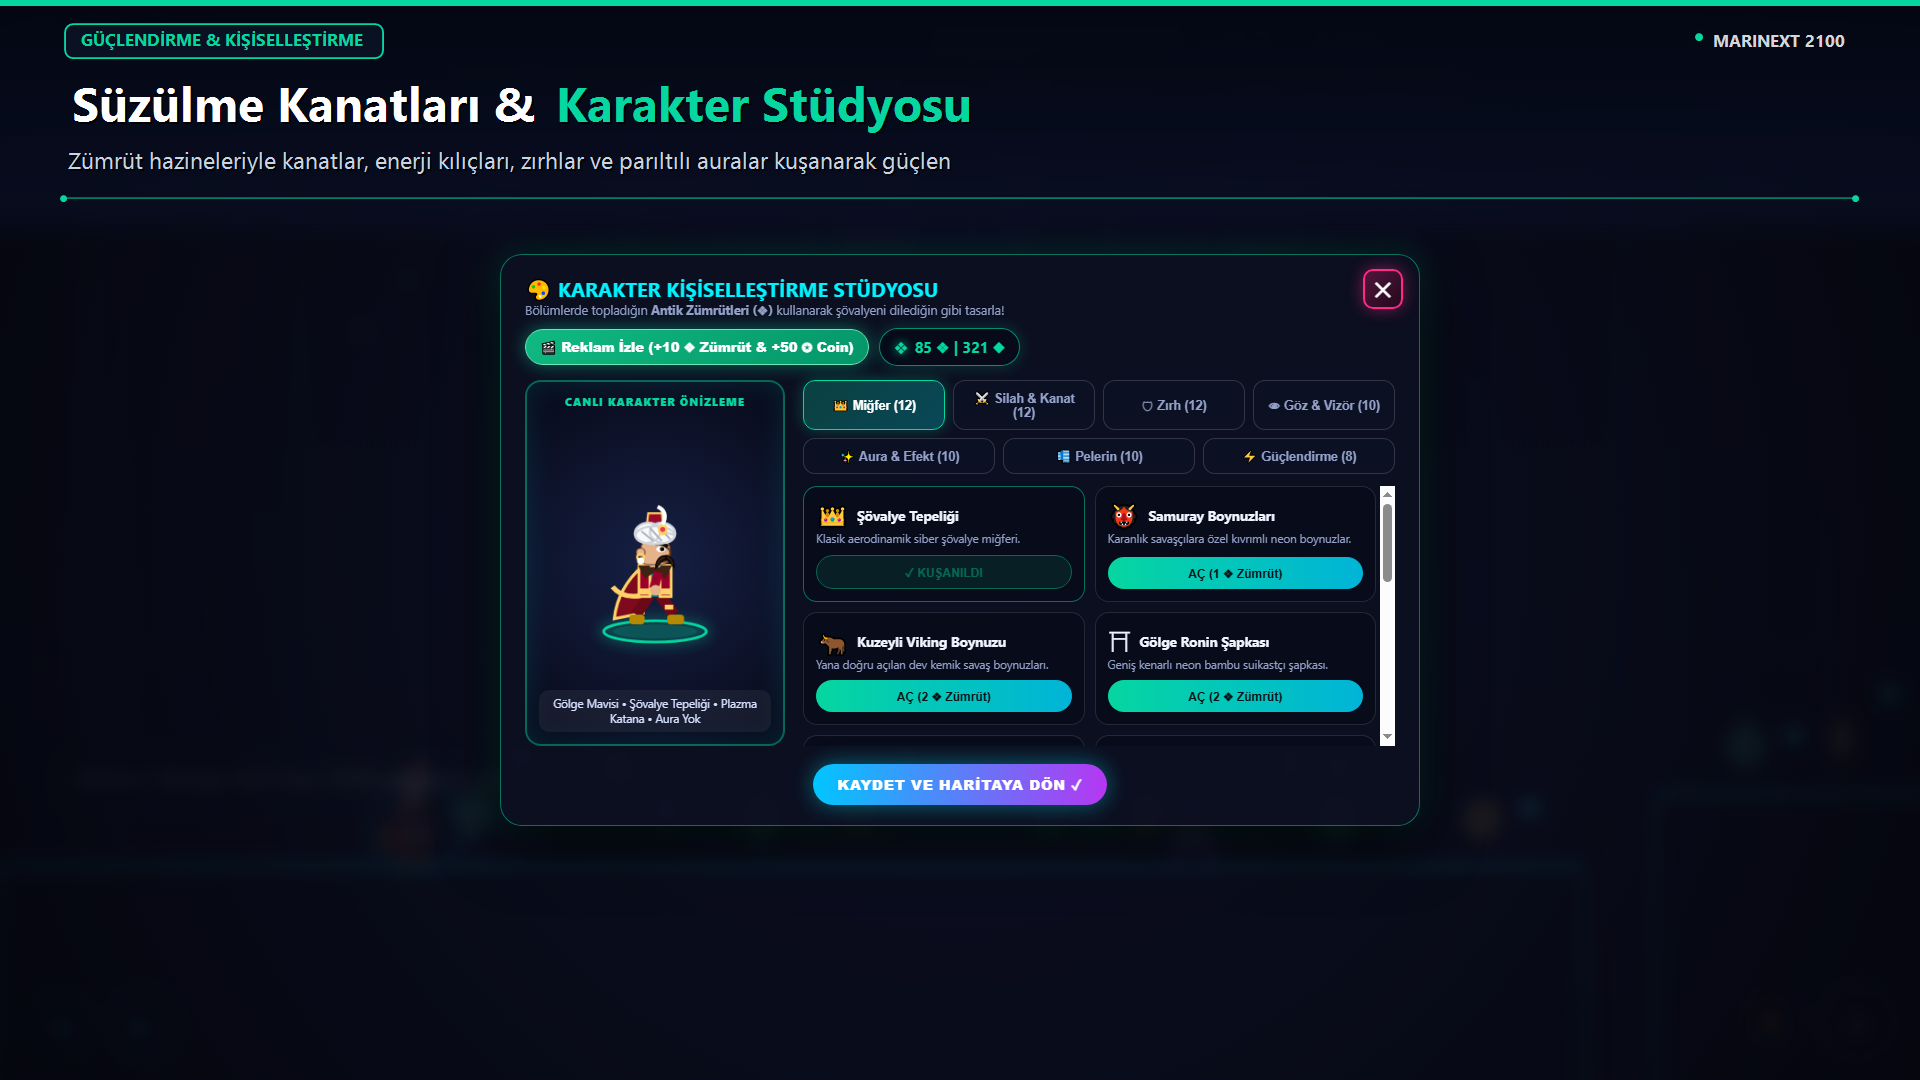 GÜÇLENDİRME & KİŞİSELLEŞTİRME
MARINEXT 2100
Süzülme Kanatları & Karakter Stüdyosu
Zümrüt hazineleriyle kanatlar, enerji kılıçları, zırhlar ve parıltılı auralar kuşanarak güçlen
KARAKTER KİŞİSELLEŞTİRME STÜDYOSU
Bölümlerde topladığın Antik Zümrütleri (❖) kullanarak şövalyeni dilediğin gibi tasarla!
Reklam İzle (+10 ❖ Zümrüt & +50 ✪ Coin)
❖ 85 ❖ | 321 ◆
CANLI KARAKTER ÖNİZLEME
Gölge Mavisi • Şövalye Tepeliği • Plazma
Katana • Aura Yok
Miğfer (12)
Silah & Kanat
(12)
Zırh (12)
Göz & Vizör (10)
Aura & Efekt (10)
Pelerin (10)
Güçlendirme (8)
Şövalye Tepeliği
Klasik aerodinamik siber şövalye miğferi.
✓ KUŞANILDI
Samuray Boynuzları
Karanlık savaşçılara özel kıvrımlı neon boynuzlar.
AÇ (1 ❖ Zümrüt)
Kuzeyli Viking Boynuzu
Yana doğru açılan dev kemik savaş boynuzları.
AÇ (2 ❖ Zümrüt)
Gölge Ronin Şapkası
Geniş kenarlı neon bambu suikastçı şapkası.
AÇ (2 ❖ Zümrüt)
KAYDET VE HARİTAYA DÖN ✓